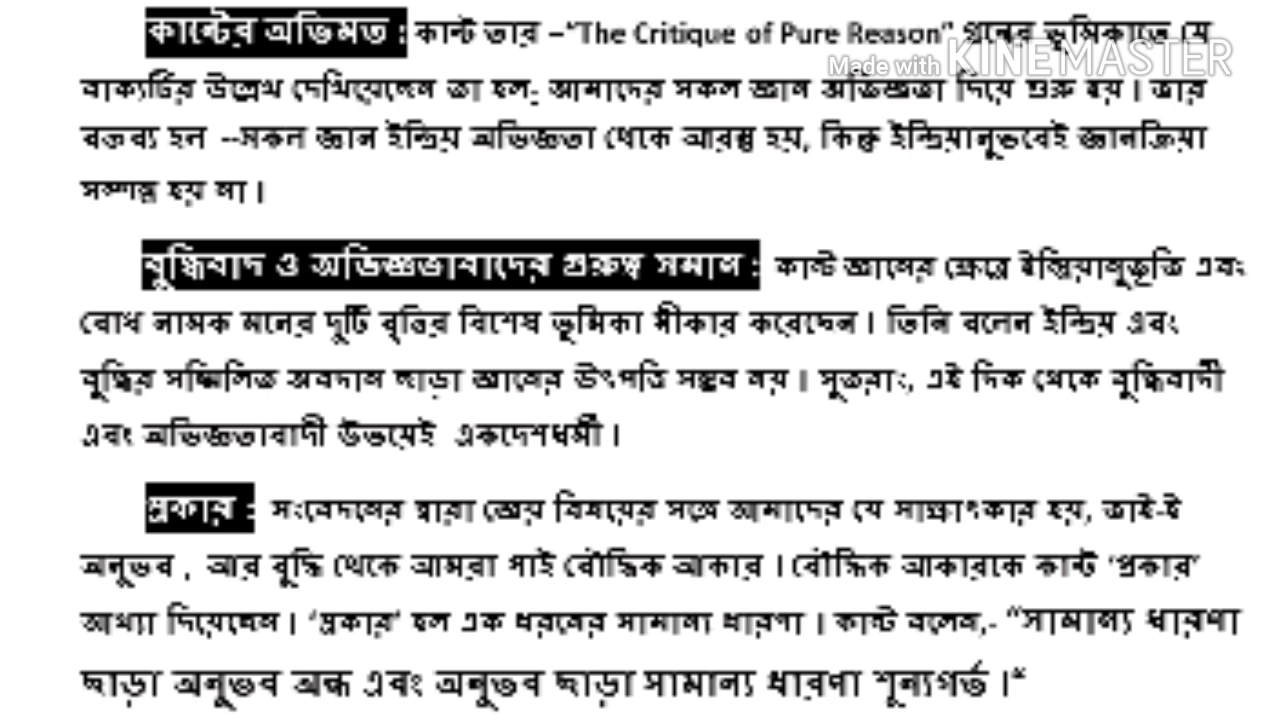 কান্টের অভিমত : কান্ট তার –“The Critique of Pure Reason” গ্রন্থের ভূমিকাতে যে
Made with KINEMASTER
বাক্যটির উল্লেখ দেখিয়েছেন তা হল- আমাদের সকল জ্ঞান অভিজ্ঞতা দিয়ে শুরু হয় । তার
বক্তব্য হল --সকল জ্ঞান ইন্দ্রিয় অভিজ্ঞতা থেকে আরম্ভ হয়, কিন্তু ইন্দ্রিয়ানুভবেই জ্ঞানক্রিয়া
সম্পন্ন হয় না ।
বুদ্ধিবাদ ও অভিজ্ঞতাবাদের গুরুত্ব সমান : কান্ট জ্ঞানের ক্ষেত্রে ইন্দ্রিয়ানুভূতি এবং
বোধ নামক মনের দুটি বৃত্তির বিশেষ ভূমিকা স্বীকার করেছেন । তিনি বলেন ইন্দ্রিয় এবং
বুদ্ধির সম্মিলিত অবদান ছাড়া জ্ঞানের উৎপত্তি সম্ভব নয় । সুতরাং, এই দিক থেকে বুদ্ধিবাদী
এবং অভিজ্ঞতাবাদী উভয়েই একদেশধর্মী ।
প্রকার : সংবেদনের দ্বারা জ্ঞেয় বিষয়ের সঙ্গে আমাদের যে সাক্ষাৎকার হয়, তাই-ই
অনুভব , আর বুদ্ধি থেকে আমরা পাই বৌদ্ধিক আকার । বৌদ্ধিক আকারকে কান্ট ‘প্রকার’
আখ্যা দিয়েছেন । ‘প্রকার’ হল এক ধরনের সামান্য ধারণা । কান্ট বলেন,- “সামান্য ধারণা
ছাড়া অনুভব অন্ধ এবং অনুভব ছাড়া সামান্য ধারণা শূন্যগর্ভ ।“